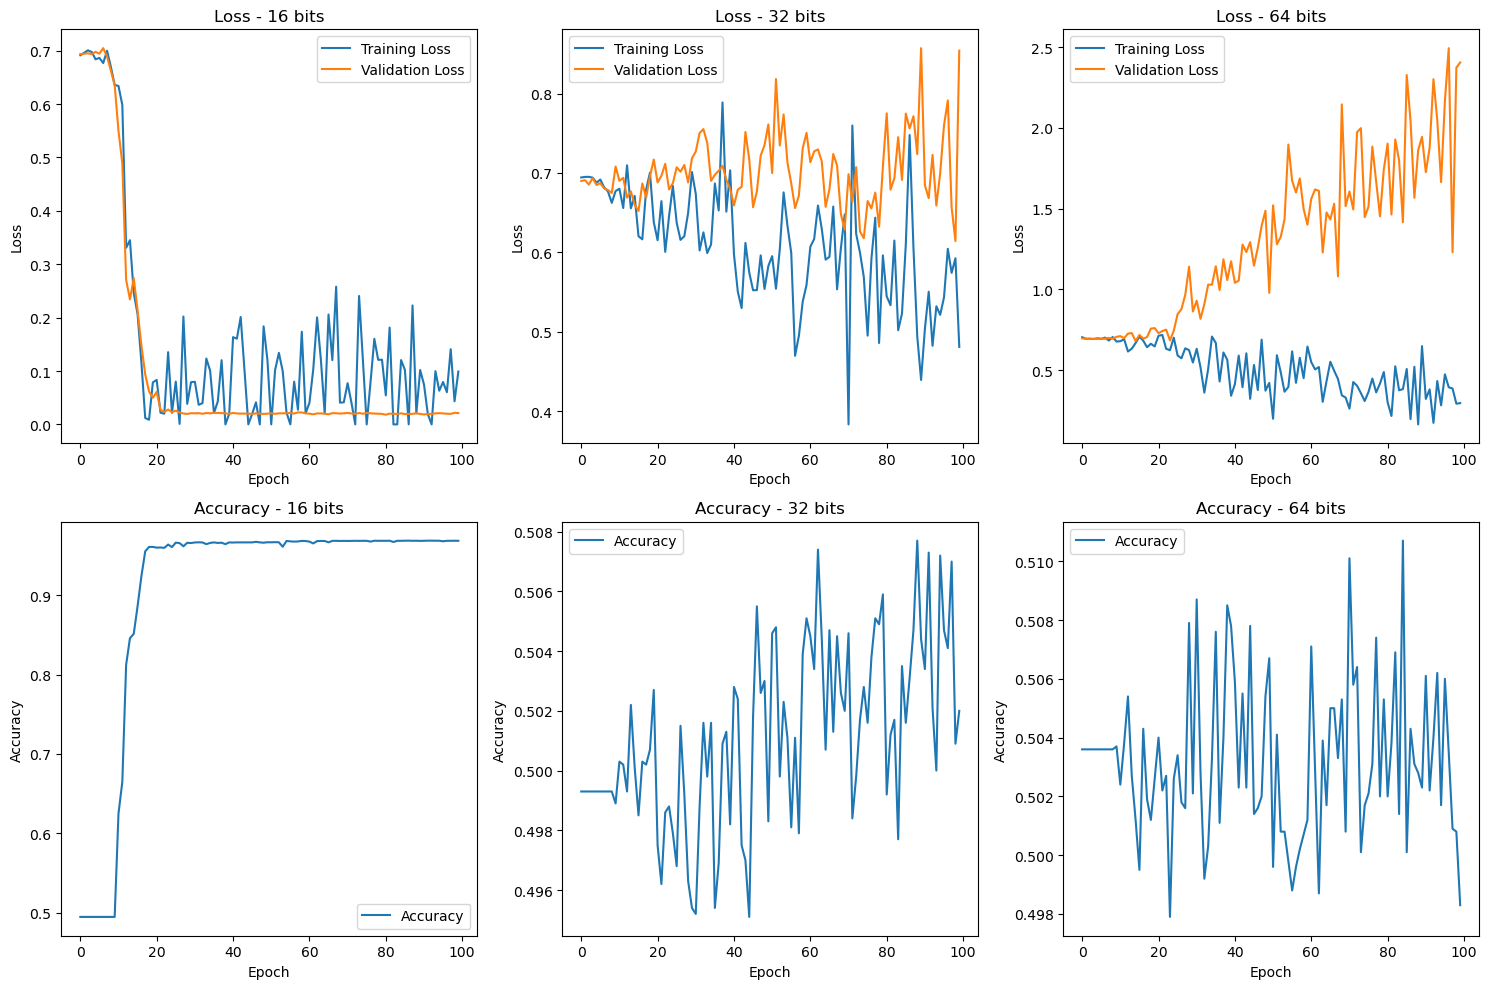 Loss - 16 bits
0.7
0.6
0.5
0.4
0.3
0.2
0.1
0.0
Loss
Training Loss
Validation Loss
0 20 40 60 80 100
Epoch
Loss - 32 bits
0.8
0.7
0.6
0.5
0.4
Loss
Training Loss
Validation Loss
0 20 40 60 80 100
Epoch
Loss - 64 bits
2.5
2.0
1.5
1.0
0.5
Loss
Training Loss
Validation Loss
0 20 40 60 80 100
Epoch
Accuracy - 16 bits
0.9
0.8
0.7
0.6
0.5
Accuracy
Accuracy
0 20 40 60 80 100
Epoch
Accuracy - 32 bits
0.508
0.506
0.504
0.502
0.500
0.498
0.496
Accuracy
Accuracy
0 20 40 60 80 100
Epoch
Accuracy - 64 bits
0.510
0.508
0.506
0.504
0.502
0.500
0.498
Accuracy
Accuracy
0 20 40 60 80 100
Epoch